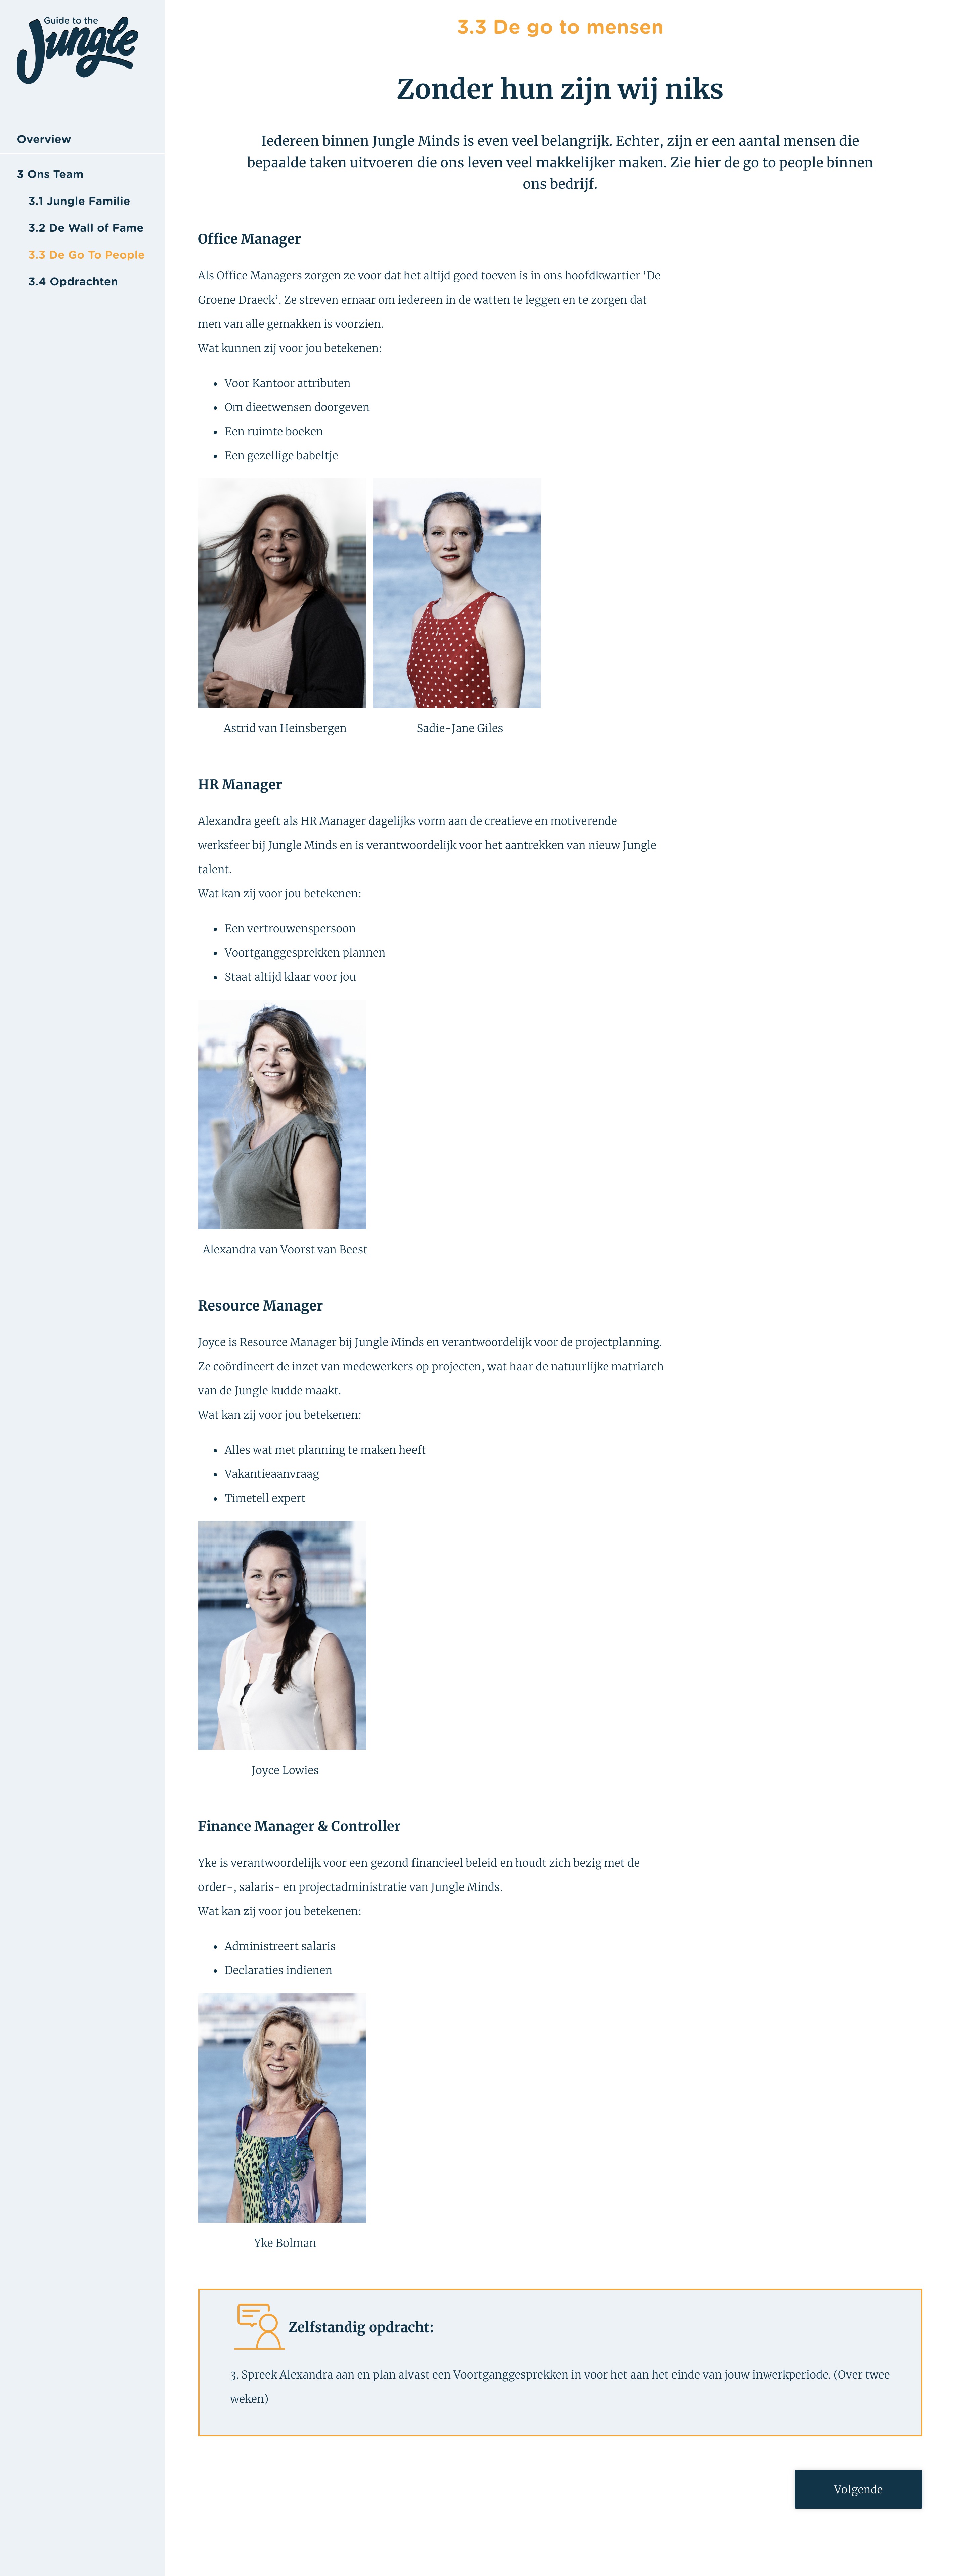 Guide to the
Jungle
Overview
3 Ons Team
3.1 Jungle Familie
3.2 De Wall of Fame
3.3 De Go To People
3.4 Opdrachten
3.3 De go to mensen
Zonder hun zijn wij niks
Iedereen binnen Jungle Minds is even veel belangrijk. Echter, zijn er een aantal mensen die
bepaalde taken uitvoeren die ons leven veel makkelijker maken. Zie hier de go to people binnen
ons bedrijf.
Office Manager
Als Office Managers zorgen ze voor dat het altijd goed toeven is in ons hoofdkwartier ‘De
Groene Draeck’. Ze streven ernaar om iedereen in de watten te leggen en te zorgen dat
men van alle gemakken is voorzien.
Wat kunnen zij voor jou betekenen:
• Voor Kantoor attributen
• Om dieetwensen doorgeven
• Een ruimte boeken
• Een gezellige babeltje
Astrid van Heinsbergen
Sadie-Jane Giles
HR Manager
Alexandra geeft als HR Manager dagelijks vorm aan de creatieve en motiverende
werksfeer bij Jungle Minds en is verantwoordelijk voor het aantrekken van nieuw Jungle
talent.
Wat kan zij voor jou betekenen:
• Een vertrouwenspersoon
• Voortganggesprekken plannen
• Staat altijd klaar voor jou
Alexandra van Voorst van Beest
Resource Manager
Joyce is Resource Manager bij Jungle Minds en verantwoordelijk voor de projectplanning.
Ze coördineert de inzet van medewerkers op projecten, wat haar de natuurlijke matriarch
van de Jungle kudde maakt.
Wat kan zij voor jou betekenen:
• Alles wat met planning te maken heeft
• Vakantieaanvraag
• Timetell expert
Joyce Lowies
Finance Manager & Controller
Yke is verantwoordelijk voor een gezond financieel beleid en houdt zich bezig met de
order-, salaris- en projectadministratie van Jungle Minds.
Wat kan zij voor jou betekenen:
• Administreert salaris
• Declaraties indienen
Yke Bolman
Zelfstandig opdracht:
3. Spreek Alexandra aan en plan alvast een Voortganggesprekken in voor het aan het einde van jouw inwerkperiode. (Over twee
weken)
Volgende